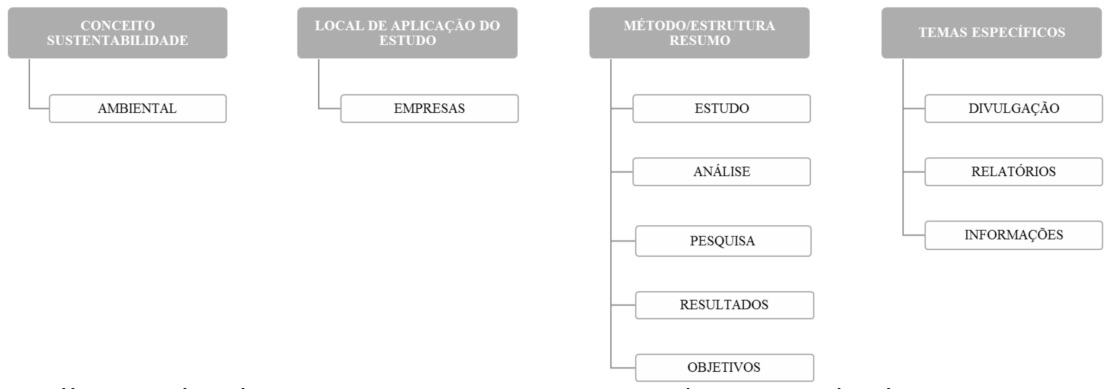 CONCEITO
SUSTENTABILIDADE
AMBIENTAL
LOCAL DE APLICAÇÃO DO
ESTUDO
EMPRESAS
MÉTODO/ESTRUTURA
RESUMO
ESTUDO
ANÁLISE
PESQUISA
RESULTADOS
OBJETIVOS
TEMAS ESPECÍFICOS
DIVULGAÇÃO
RELATÓRIOS
INFORMAÇÕES